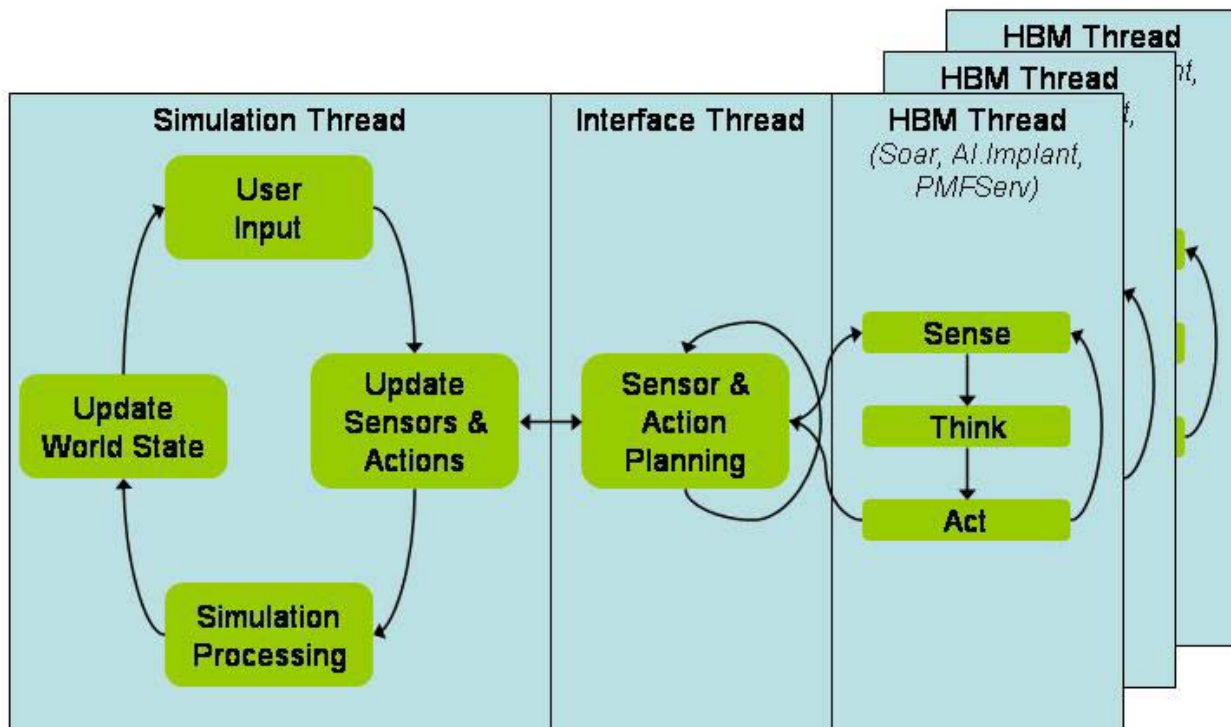 HBM Thread
nt,
HBM Thread
t,
Simulation Thread
Interface Thread
HBM Thread
(Soar, AI.Implant,
PMFServ)
User
Input
Update
World State
Update
Sensors &
Actions
Simulation
Processing
Sensor &
Action
Planning
Sense
Think
Act